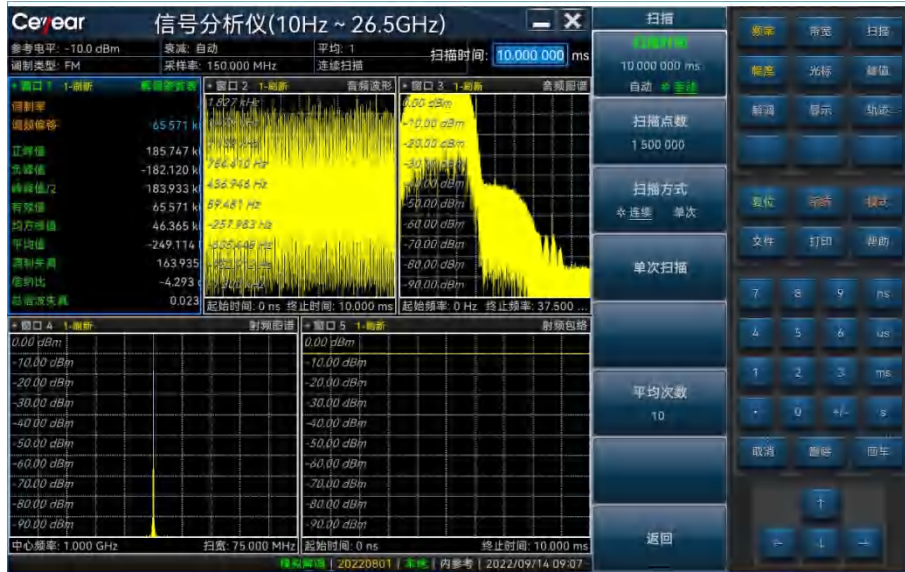 Ceyear
信号分析仪(10Hz ~ 26.5GHz)
参考电平: -10.0 dBm 衰减: 自动 平均: 1
扫描时间: 10.000 000 ms
调制类型: FM 采样率: 150.000 MHz 连续扫描
窗口 1 1-刷新
调制率
调频偏移 65.571 k
正峰值 185.747 k
负峰值 -182.120 k
峰峰值/2 183.933 k
有效值 65.571 k
均方根值 46.365 k
平均值 -249.114
调制失真 163.935
信纳比 -4.293
总谐波失真 0.023
窗口 2 1-刷新 音频波形
1.827 kHz
456.946 Hz
-257.983 Hz
起始时间: 0 ns 终止时间: 10.000 ms
窗口 3 1-刷新 音频图谱
0.00 dBm
-10.00 dBm
-20.00 dBm
-50.00 dBm
-60.00 dBm
-70.00 dBm
-80.00 dBm
-90.00 dBm
起始频率: 0 Hz 终止频率: 37.500 ...
窗口 4 1-刷新 射频图谱
0.00 dBm
-10.00 dBm
-20.00 dBm
-30.00 dBm
-40.00 dBm
-50.00 dBm
-60.00 dBm
-70.00 dBm
-80.00 dBm
-90.00 dBm
中心频率: 1.000 GHz 扫宽: 75.000 MHz
窗口 5 1-刷新 射频包络
0.00 dBm
-10.00 dBm
-20.00 dBm
-30.00 dBm
-40.00 dBm
-50.00 dBm
-60.00 dBm
-70.00 dBm
-80.00 dBm
-90.00 dBm
起始时间: 0 ns 终止时间: 10.000 ms
模拟解调 20220801 本地 内参考 2022/09/14 09:07
扫描
扫描时间
10.000 000 ms
自动 手动
扫描点数
1 500 000
扫描方式
连续 单次
单次扫描
平均次数
10
返回
频率 带宽 扫描
幅度 光标 峰值
解调 显示 轨迹
复位 模式
文件 打印 帮助
7 8 9 ns
4 5 6 us
1 2 3 ms
. 0 +/- s
取消 删除 回车
↑
← ↓ →